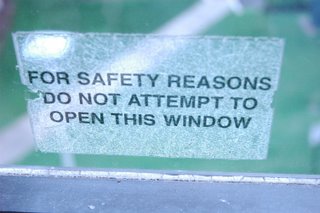 FOR SAFETY REASONS
DO NOT ATTEMPT TO
OPEN THIS WINDOW